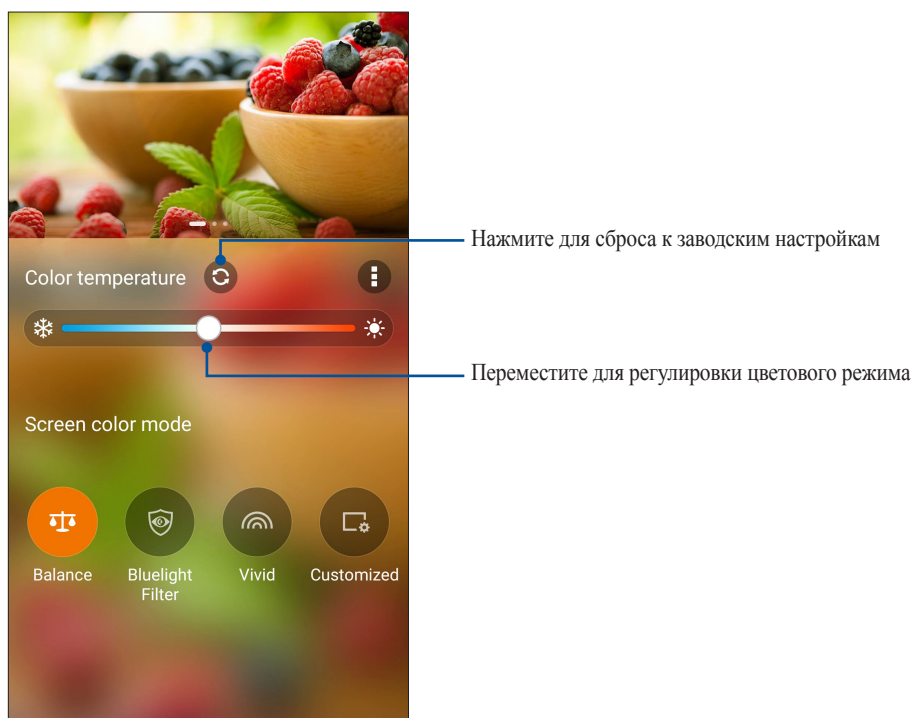 Нажмите для сброса к заводским настройкам
Color temperature
Переместите для регулировки цветового режима
Screen color mode
Balance
Bluelight
Filter
Vivid
Customized